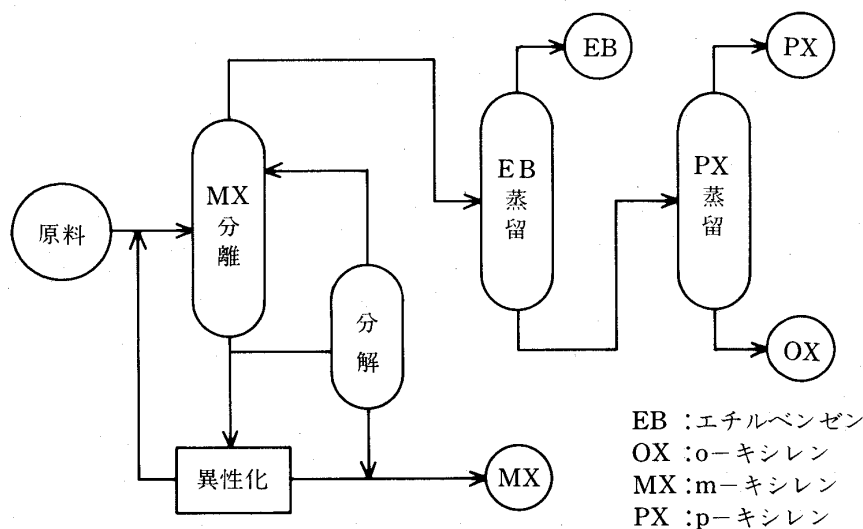 EB
PX
MX
分
離
EB
蒸
留
PX
蒸
留
原料
分
解
OX
異性化
MX
EB :エチルベンゼン
OX :o-キシレン
MX :m-キシレン
PX :p-キシレン